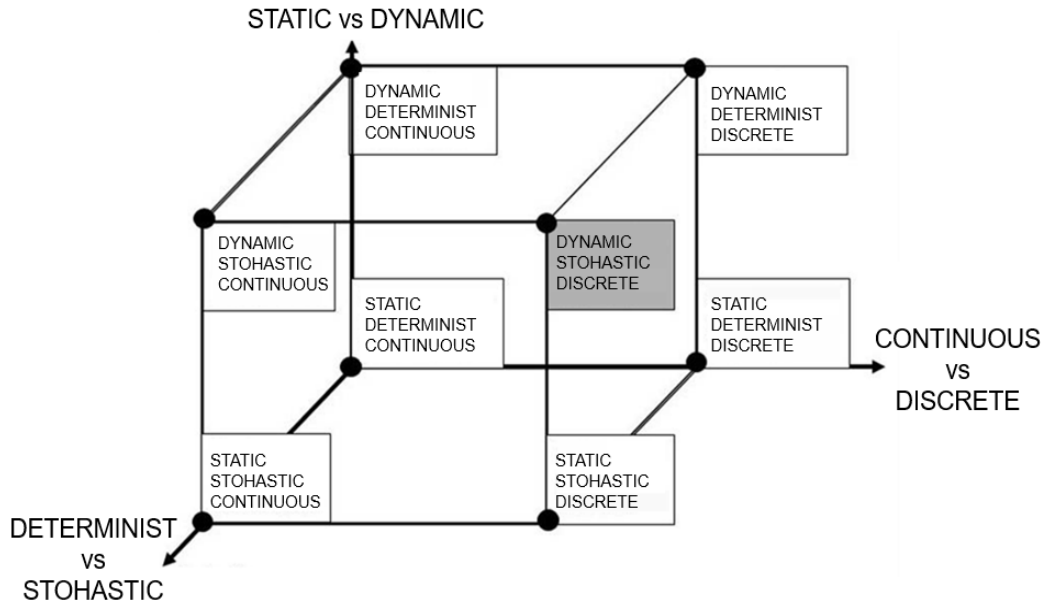 STATIC vs DYNAMIC
DYNAMIC
DETERMINIST
CONTINUOUS
DYNAMIC
DETERMINIST
DISCRETE
DYNAMIC
STOHASTIC
CONTINUOUS
DYNAMIC
STOHASTIC
DISCRETE
STATIC
DETERMINIST
CONTINUOUS
STATIC
DETERMINIST
DISCRETE
CONTINUOUS
vs
DISCRETE
STATIC
STOHASTIC
CONTINUOUS
STATIC
STOHASTIC
DISCRETE
DETERMINIST
vs
STOHASTIC